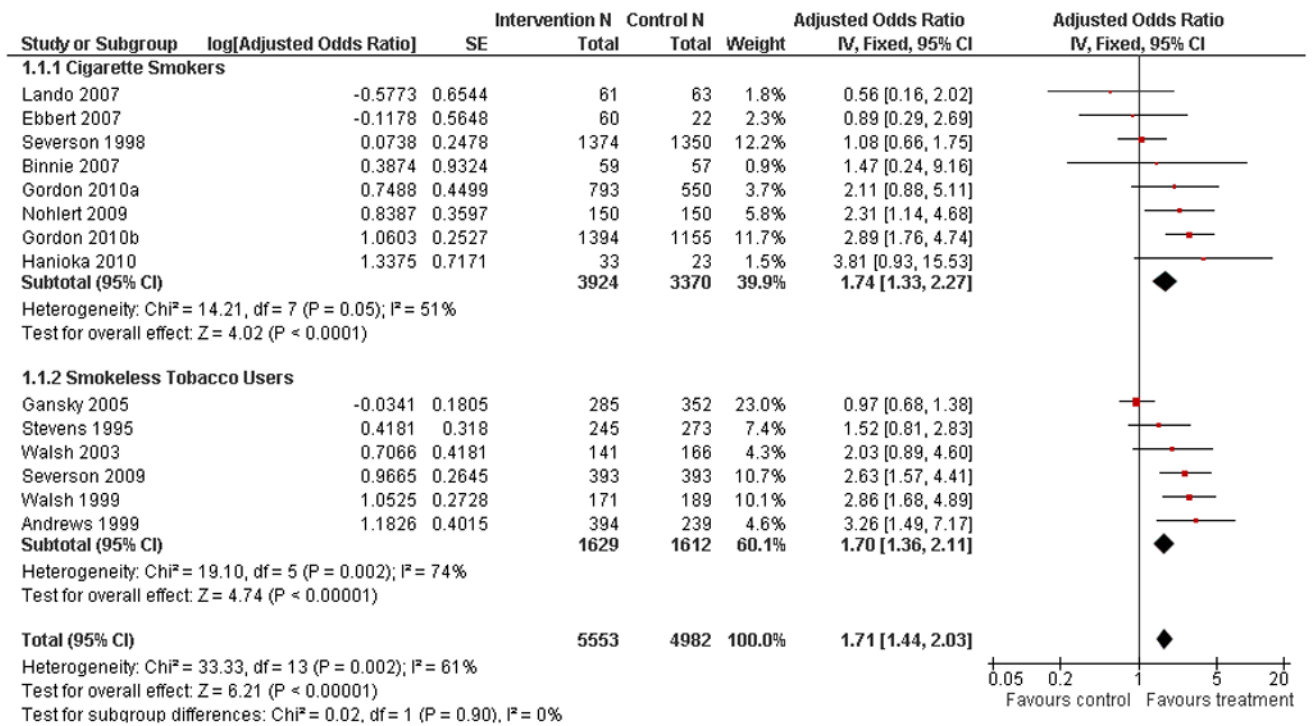 Intervention N Control N Adjusted Odds Ratio Adjusted Odds Ratio
Study or Subgroup log[Adjusted Odds Ratio] SE Total Total Weight IV, Fixed, 95% CI IV, Fixed, 95% CI
1.1.1 Cigarette Smokers
Lando 2007 -0.5773 0.6544 61 63 1.8% 0.56 [0.16, 2.02]
Ebbert 2007 -0.1178 0.5648 60 22 2.3% 0.89 [0.29, 2.69]
Severson 1998 0.0738 0.2478 1374 1350 12.2% 1.08 [0.66, 1.75]
Binnie 2007 0.3874 0.9324 59 57 0.9% 1.47 [0.24, 9.16]
Gordon 2010a 0.7488 0.4499 793 550 3.7% 2.11 [0.88, 5.11]
Nohlert 2009 0.8387 0.3597 150 150 5.8% 2.31 [1.14, 4.68]
Gordon 2010b 1.0603 0.2527 1394 1155 11.7% 2.89 [1.76, 4.74]
Hanioka 2010 1.3375 0.7171 33 23 1.5% 3.81 [0.93, 15.53]
Subtotal (95% CI) 3924 3370 39.9% 1.74 [1.33, 2.27]
Heterogeneity: Chi² = 14.21, df = 7 (P = 0.05); I² = 51%
Test for overall effect: Z = 4.02 (P < 0.0001)
1.1.2 Smokeless Tobacco Users
Gansky 2005 -0.0341 0.1805 285 352 23.0% 0.97 [0.68, 1.38]
Stevens 1995 0.4181 0.318 245 273 7.4% 1.52 [0.81, 2.83]
Walsh 2003 0.7066 0.4181 141 166 4.3% 2.03 [0.89, 4.60]
Severson 2009 0.9665 0.2645 393 393 10.7% 2.63 [1.57, 4.41]
Walsh 1999 1.0525 0.2728 171 189 10.1% 2.86 [1.68, 4.89]
Andrews 1999 1.1826 0.4015 394 239 4.6% 3.26 [1.49, 7.17]
Subtotal (95% CI) 1629 1612 60.1% 1.70 [1.36, 2.11]
Heterogeneity: Chi² = 19.10, df = 5 (P = 0.002); I² = 74%
Test for overall effect: Z = 4.74 (P < 0.00001)
Total (95% CI) 5553 4982 100.0% 1.71 [1.44, 2.03]
Heterogeneity: Chi² = 33.33, df = 13 (P = 0.002); I² = 61%
Test for overall effect: Z = 6.21 (P < 0.00001)
Test for subgroup differences: Chi² = 0.02, df = 1 (P = 0.90), I² = 0%
0.05 0.2 1 5 20
Favours control Favours treatment